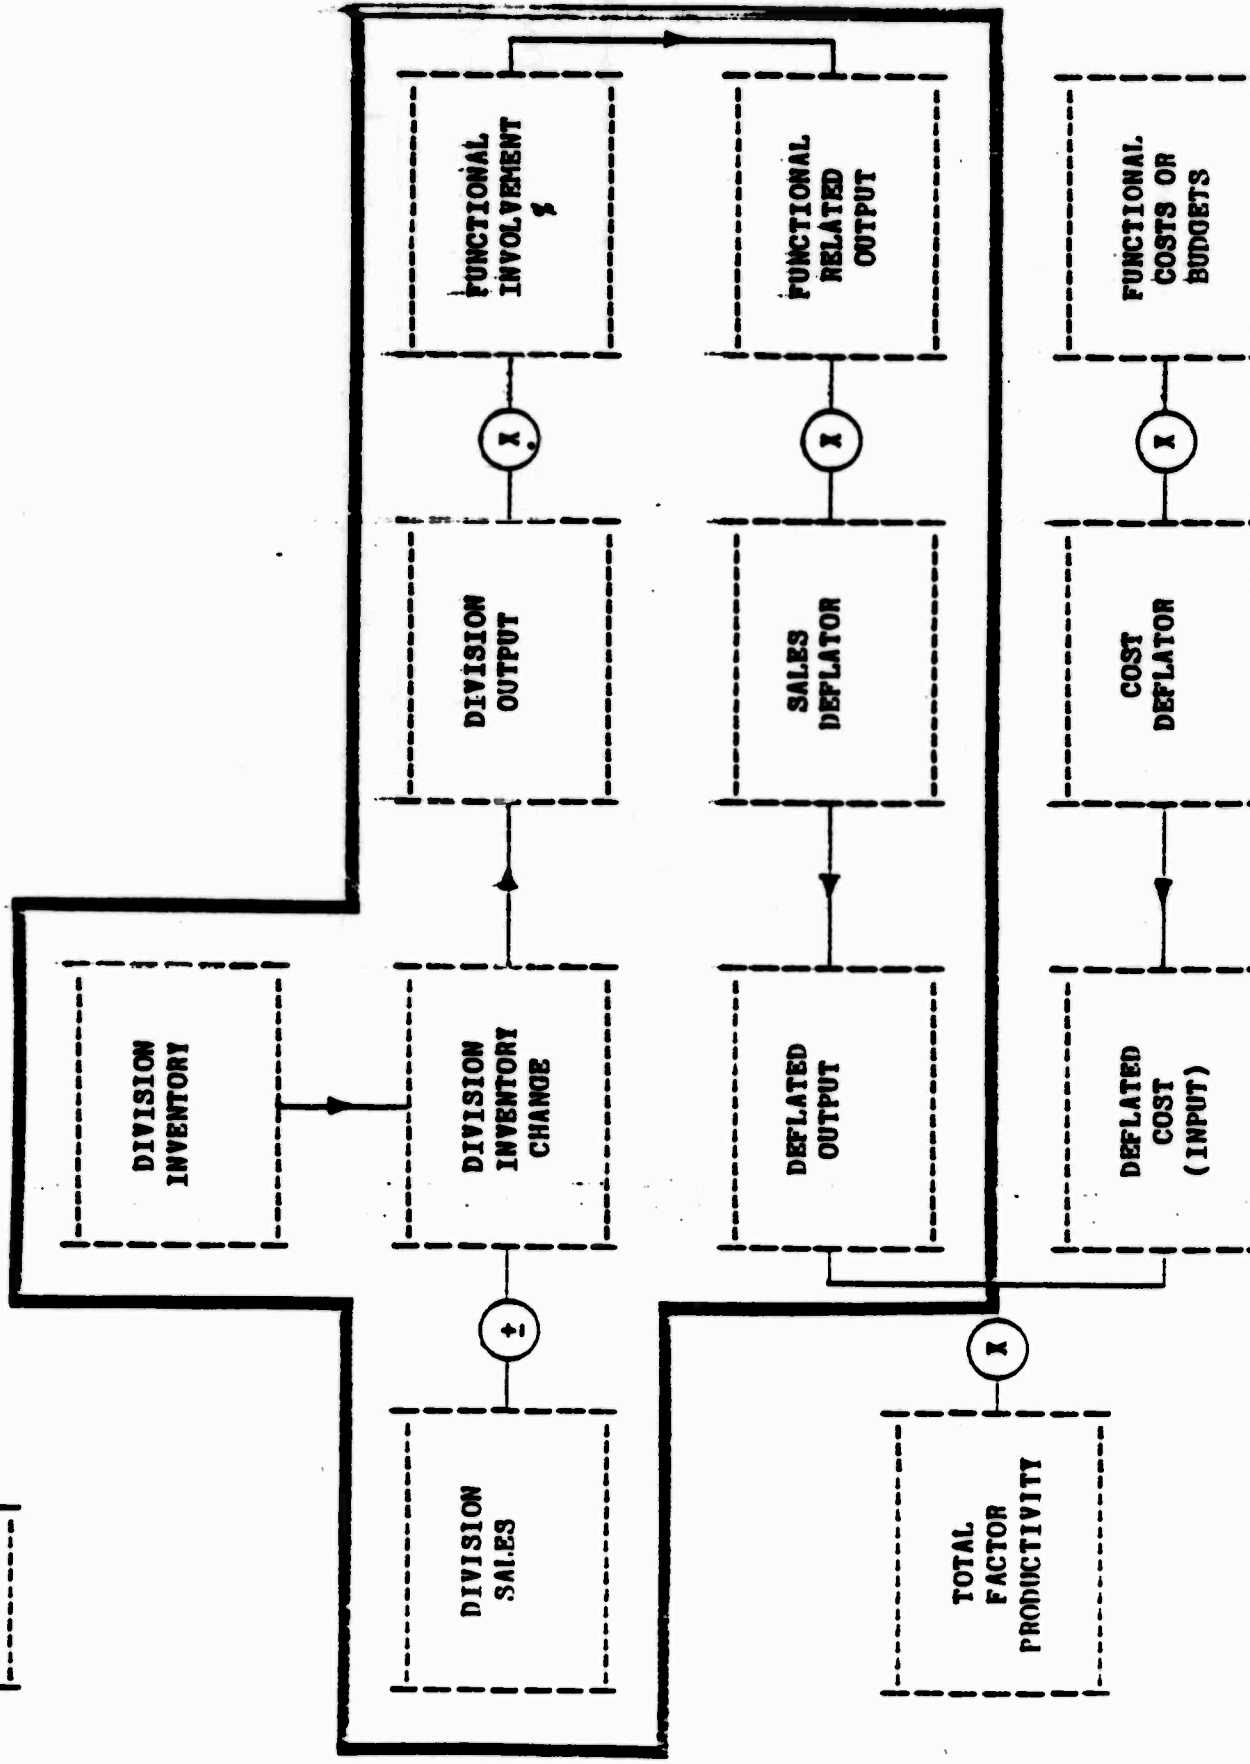 DIVISION
INVENTORY
DIVISION
SALES
±
DIVISION
INVENTORY
CHANGE
DIVISION
OUTPUT
X
FUNCTIONAL
INVOLVEMENT
%
DEFLATED
OUTPUT
SALES
DEFLATOR
X
FUNCTIONAL
RELATED
OUTPUT
TOTAL
FACTOR
PRODUCTIVITY
X
DEFLATED
COST
(INPUT)
COST
DEFLATOR
X
FUNCTIONAL
COSTS OR
BUDGETS